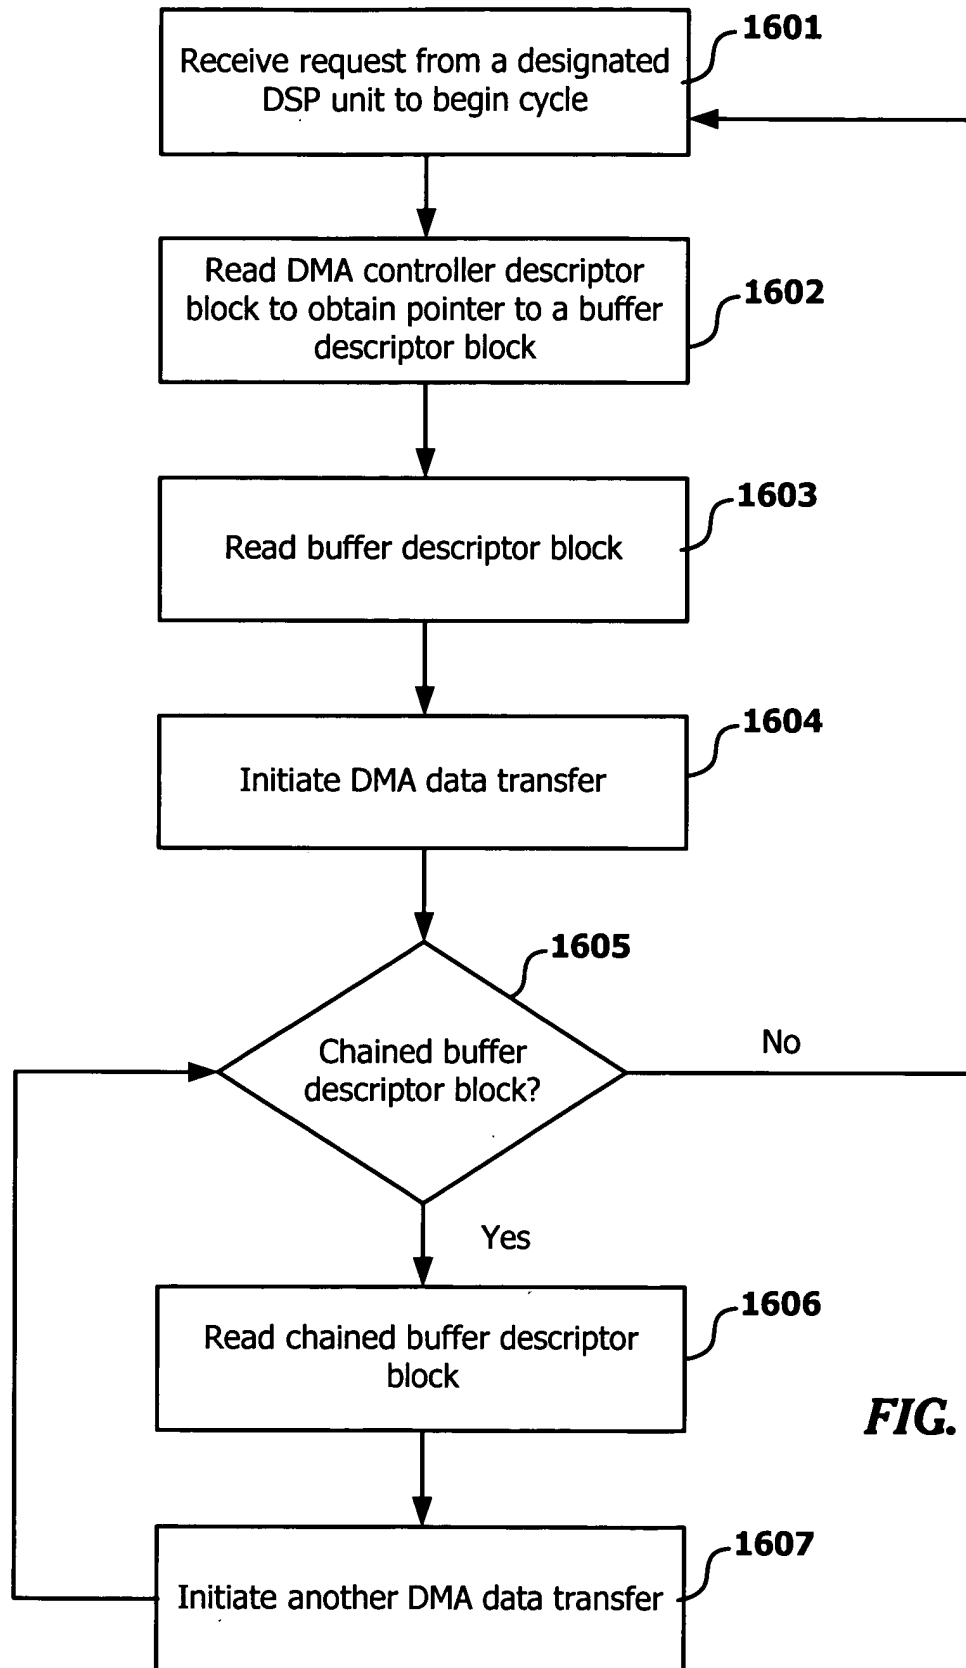 1601
Receive request from a designated
DSP unit to begin cycle
Read DMA controller descriptor
block to obtain pointer to a buffer
descriptor block
1602
1603
Read buffer descriptor block
1604
Initiate DMA data transfer
1605
Chained buffer
descriptor block?
No
Yes
1606
Read chained buffer descriptor
block
FIG.
1607
Initiate another DMA data transfer